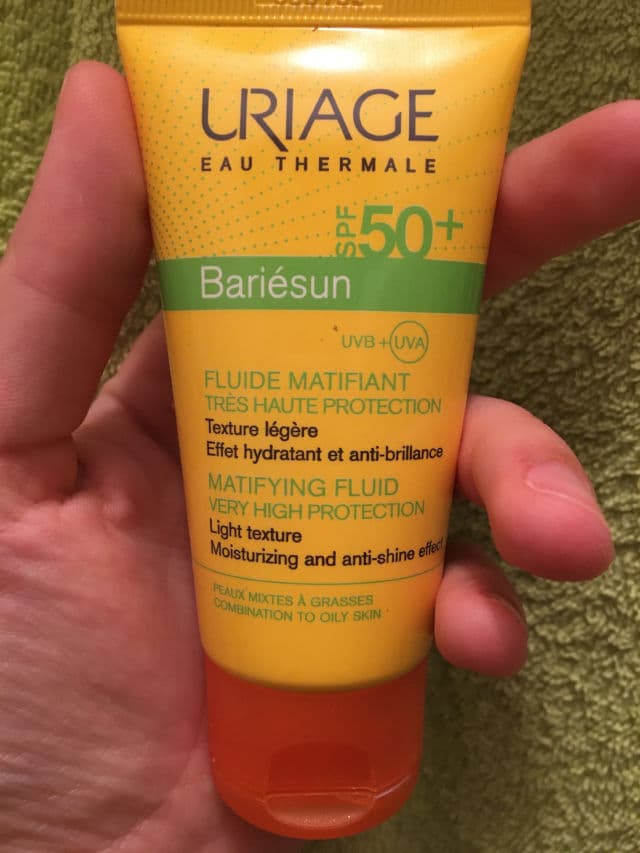 URIAGE
EAU THERMALE
SPF 50+
Bariésun
UVB + UVA
FLUIDE MATIFIANT
TRÈS HAUTE PROTECTION
Texture légère
Effet hydratant et anti-brillance
MATIFYING FLUID
VERY HIGH PROTECTION
Light texture
Moisturizing and anti-shine effect
PEAUX MIXTES À GRASSES
COMBINATION TO OILY SKIN